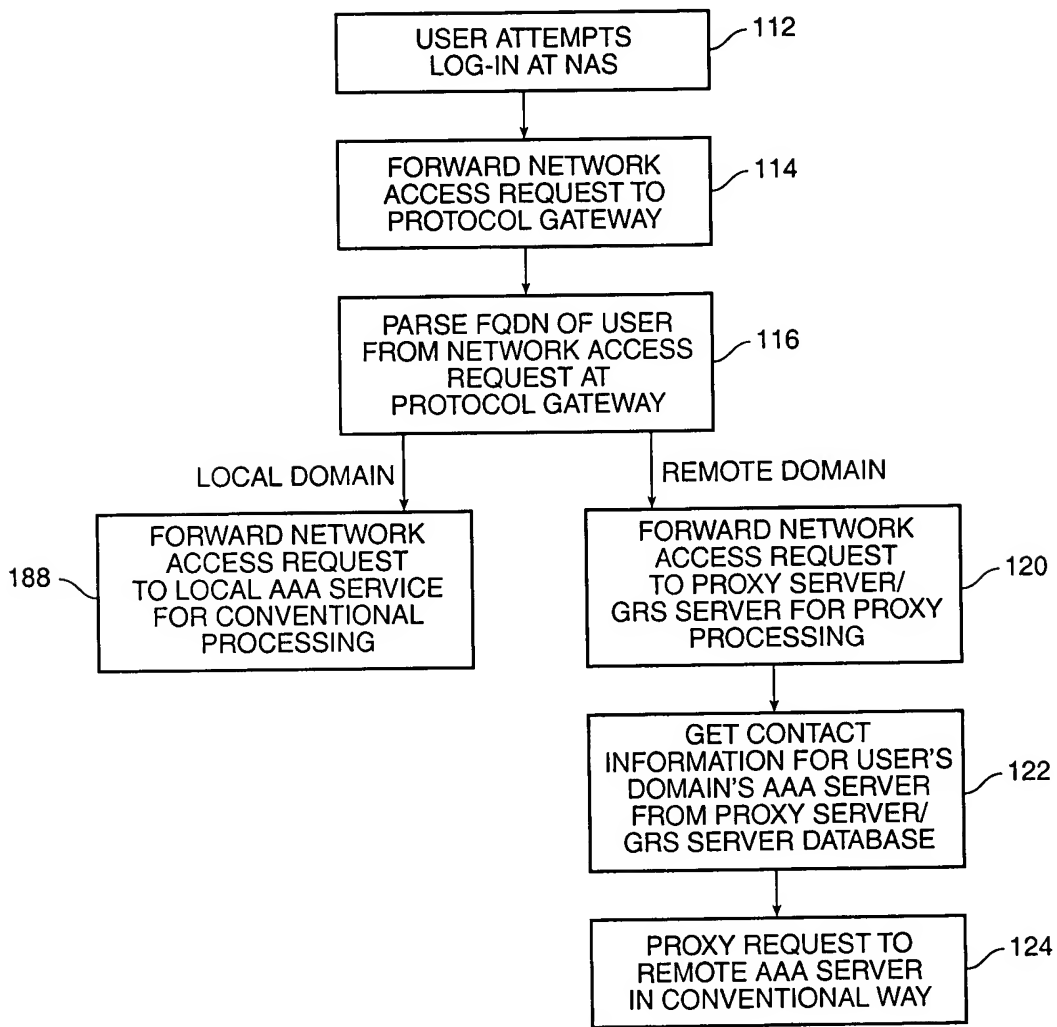 USER ATTEMPTS
LOG-IN AT NAS
112
FORWARD NETWORK
ACCESS REQUEST TO
PROTOCOL GATEWAY
114
PARSE FQDN OF USER
FROM NETWORK ACCESS
REQUEST AT
PROTOCOL GATEWAY
116
LOCAL DOMAIN
REMOTE DOMAIN
FORWARD NETWORK
ACCESS REQUEST
TO LOCAL AAA SERVICE
FOR CONVENTIONAL
PROCESSING
188
FORWARD NETWORK
ACCESS REQUEST
TO PROXY SERVER/
GRS SERVER FOR PROXY
PROCESSING
120
GET CONTACT
INFORMATION FOR USER'S
DOMAIN'S AAA SERVER
FROM PROXY SERVER/
GRS SERVER DATABASE
122
PROXY REQUEST TO
REMOTE AAA SERVER
IN CONVENTIONAL WAY
124